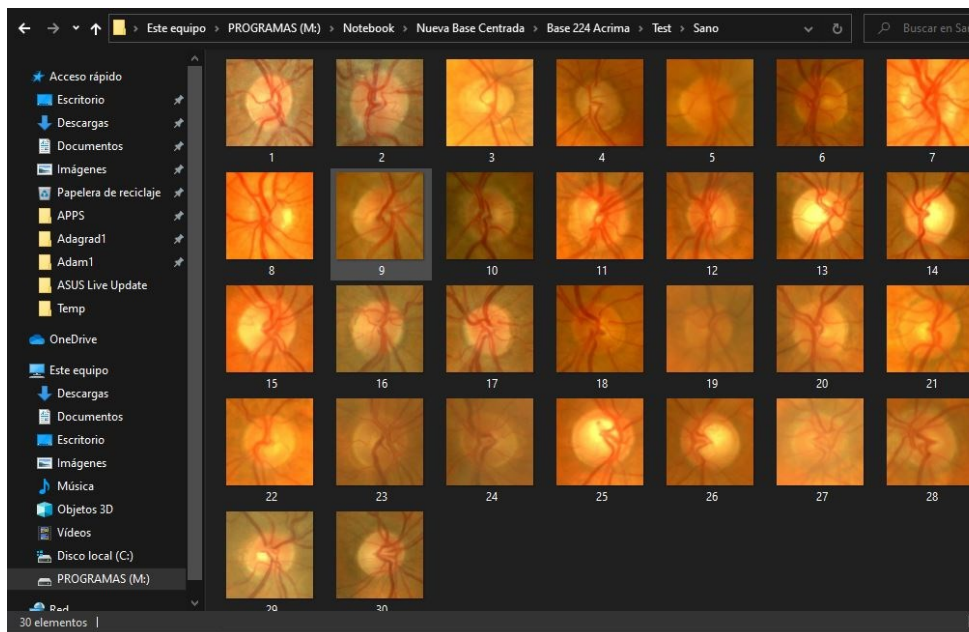 Este equipo > PROGRAMAS (M:) > Notebook > Nueva Base Centrada > Base 224 Acrima > Test > Sano
Buscar en San
Acceso rápido
Escritorio
Descargas
Documentos
Imágenes
Papelera de reciclaje
APPS
Adagrad1
Adam1
ASUS Live Update
Temp
OneDrive
Este equipo
Descargas
Documentos
Escritorio
Imágenes
Música
Objetos 3D
Vídeos
Disco local (C:)
PROGRAMAS (M:)
Red
1 2 3 4 5 6 7
8 9 10 11 12 13 14
15 16 17 18 19 20 21
22 23 24 25 26 27 28
29 30
30 elementos